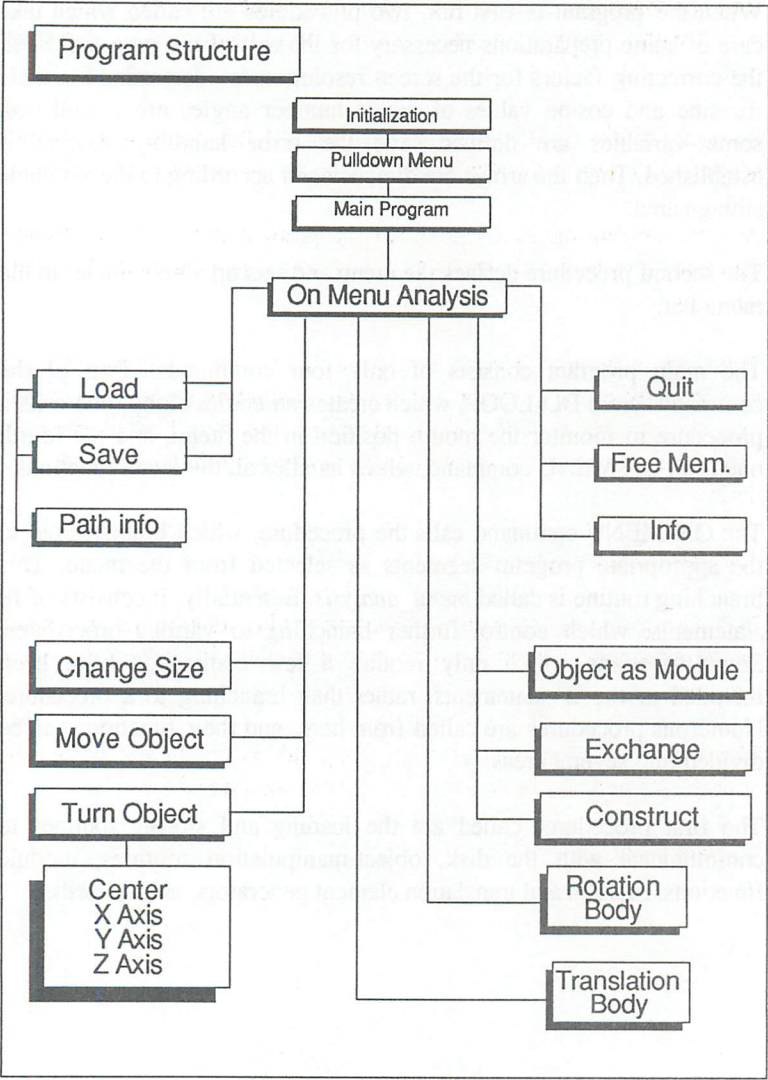 Program Structure
Initialization
Pulldown Menu
Main Program
On Menu Analysis
Load
Save
Path info
Quit
Free Mem.
Info
Change Size
Move Object
Turn Object
Center
X Axis
Y Axis
Z Axis
Object as Module
Exchange
Construct
Rotation
Body
Translation
Body